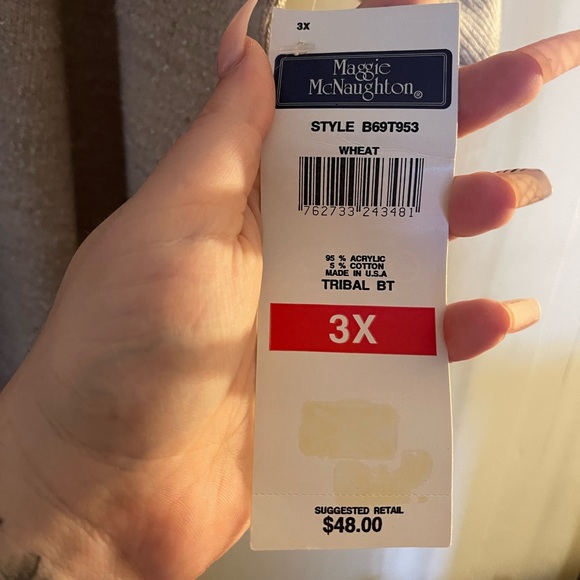 3X
Maggie
McNaughton®
STYLE B69T953
WHEAT
762733 243481
95 % ACRYLIC
5 % COTTON
MADE IN U.S.A
TRIBAL BT
3X
SUGGESTED RETAIL
$48.00